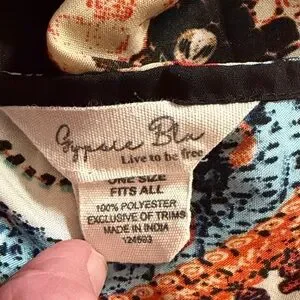 Gypsie Blu
Live to be free
ONE SIZE
FITS ALL
100% POLYESTER
EXCLUSIVE OF TRIMS
MADE IN INDIA
124593